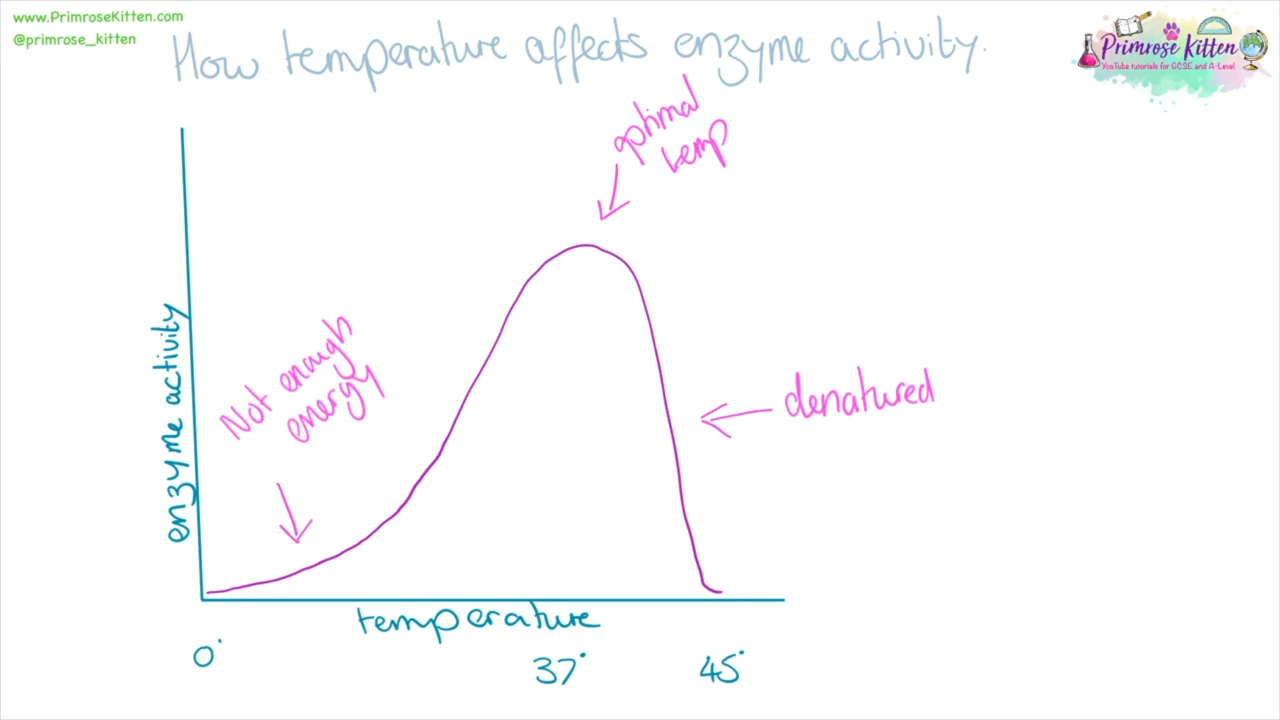 www.PrimroseKitten.com
@primrose_kitten
Primrose Kitten
YouTube tutorials for GCSE and A-Level
How temperature affects enzyme activity.
optimal
temp
Not enough
energy
denatured
enzyme activity
temperature
0°
37°
45°